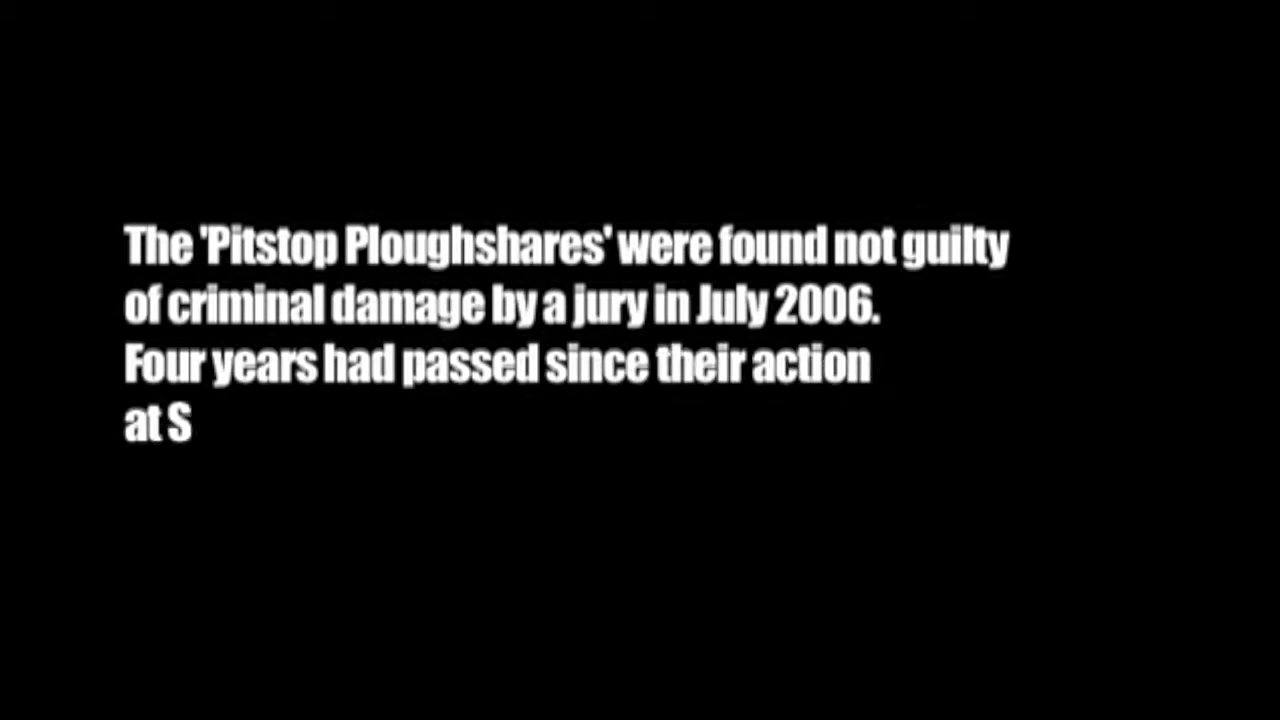 The 'Pitstop Ploughshares' were found not guilty
of criminal damage by a jury in July 2006.
Four years had passed since their action
at S